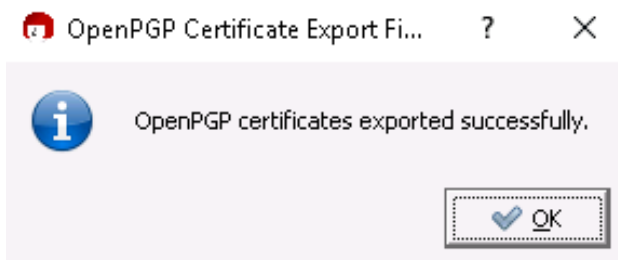 OpenPGP Certificate Export Fi... ?
OpenPGP certificates exported successfully.
OK